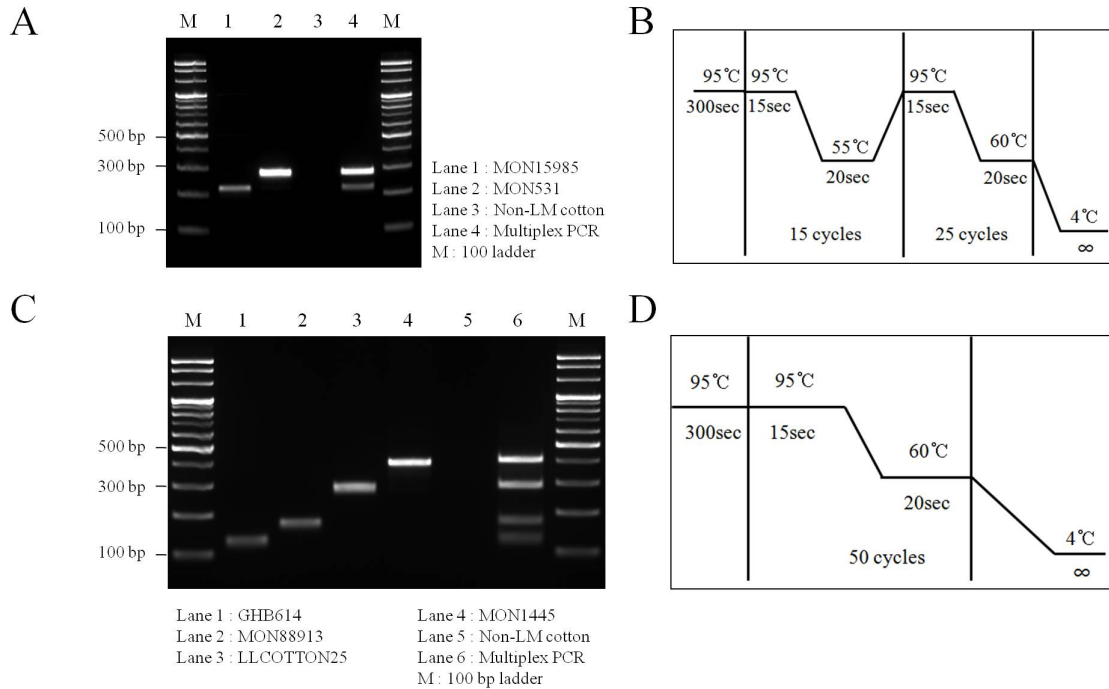 A
M 1 2 3 4 M
500 bp
300 bp
100 bp
Lane 1 : MON15985
Lane 2 : MON531
Lane 3 : Non-LM cotton
Lane 4 : Multiplex PCR
M : 100 ladder
B
95℃ 95℃ 95℃
300sec 15sec 15sec
55℃ 60℃
20sec 20sec
4℃
15 cycles 25 cycles
∞
C
M 1 2 3 4 5 6 M
500 bp
300 bp
100 bp
Lane 1 : GHB614
Lane 2 : MON88913
Lane 3 : LLCOTTON25
Lane 4 : MON1445
Lane 5 : Non-LM cotton
Lane 6 : Multiplex PCR
M : 100 bp ladder
D
95℃ 95℃
300sec 15sec
60℃
20sec
4℃
50 cycles
∞